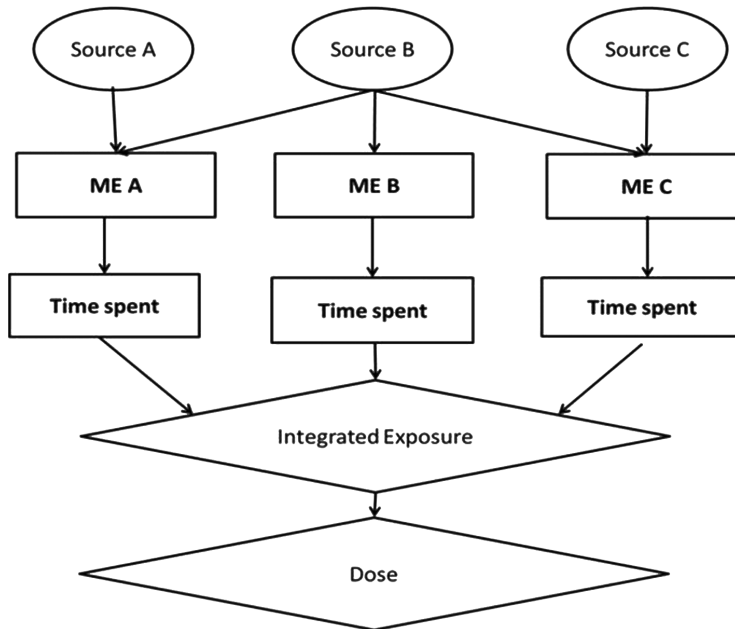 Source A
Source B
Source C
ME A
ME B
ME C
Time spent
Time spent
Time spent
Integrated Exposure
Dose